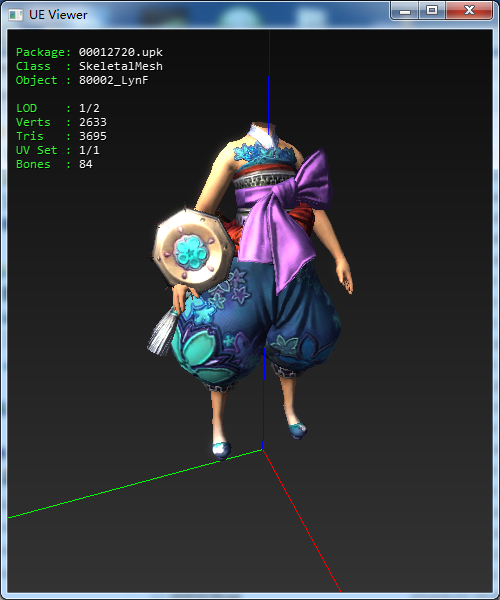 UE Viewer
Package: 00012720.upk
Class  : SkeletalMesh
Object : 80002_LynF
LOD    : 1/2
Verts  : 2633
Tris   : 3695
UV Set : 1/1
Bones  : 84